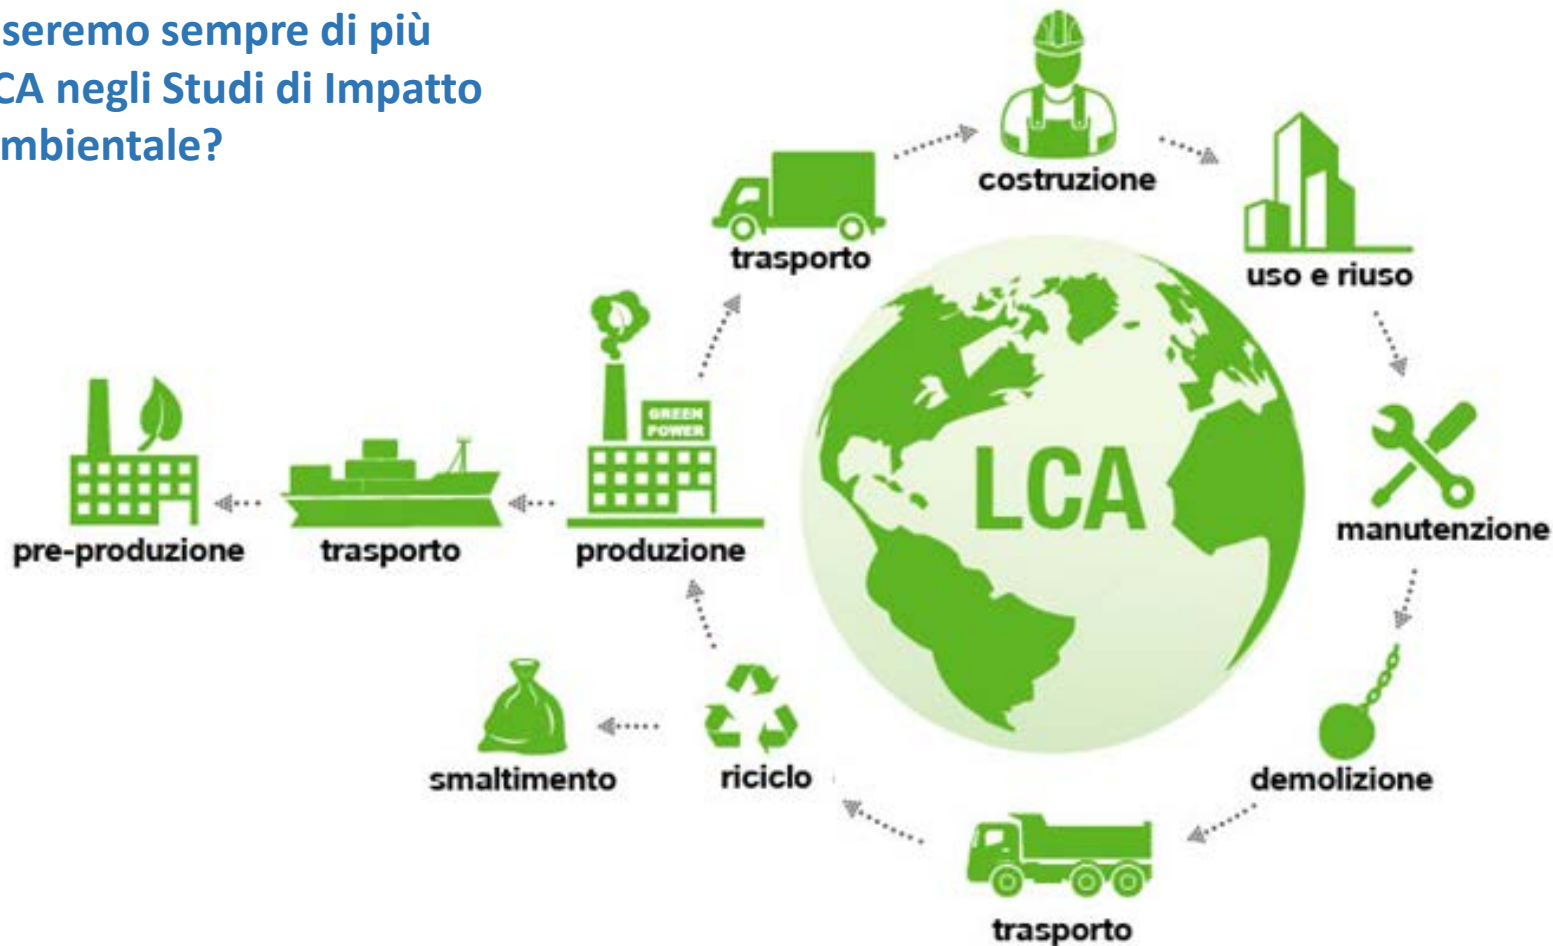 seremo sempre di più
CA negli Studi di Impatto
mbientale?
costruzione
trasporto
uso e riuso
GREEN
POWER
LCA
manutenzione
pre-produzione
trasporto
produzione
smaltimento
riciclo
demolizione
trasporto